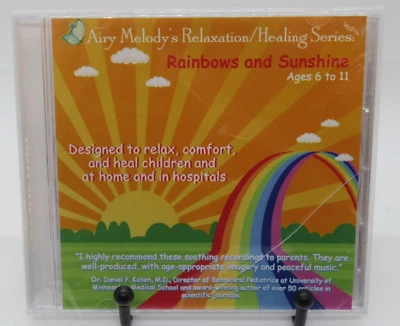 Airy Melody's Relaxation/Healing Series:
Rainbows and Sunshine
Ages 6 to 11
Designed to relax, comfort,
and heal children and
at home and in hospitals
"I highly recommend these soothing recordings to parents. They are
well-produced, with age-appropriate imagery and peaceful music."
Dr. Daniel P. Kohen, M.D., Director of Behavioral Pediatrics at University of
Medical School and award-winning author of over 50 articles in
scientific journals.